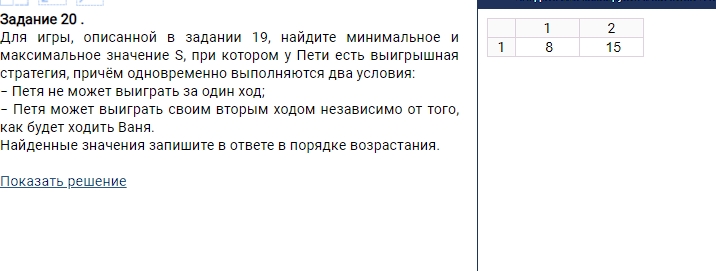 Задание 20 .
Для игры, описанной в задании 19, найдите минимальное и
максимальное значение S, при котором у Пети есть выигрышная
стратегия, причём одновременно выполняются два условия:
− Петя не может выиграть за один ход;
− Петя может выиграть своим вторым ходом независимо от того,
как будет ходить Ваня.
Найденные значения запишите в ответе в порядке возрастания.
Показать решение
1 2
1 8 15